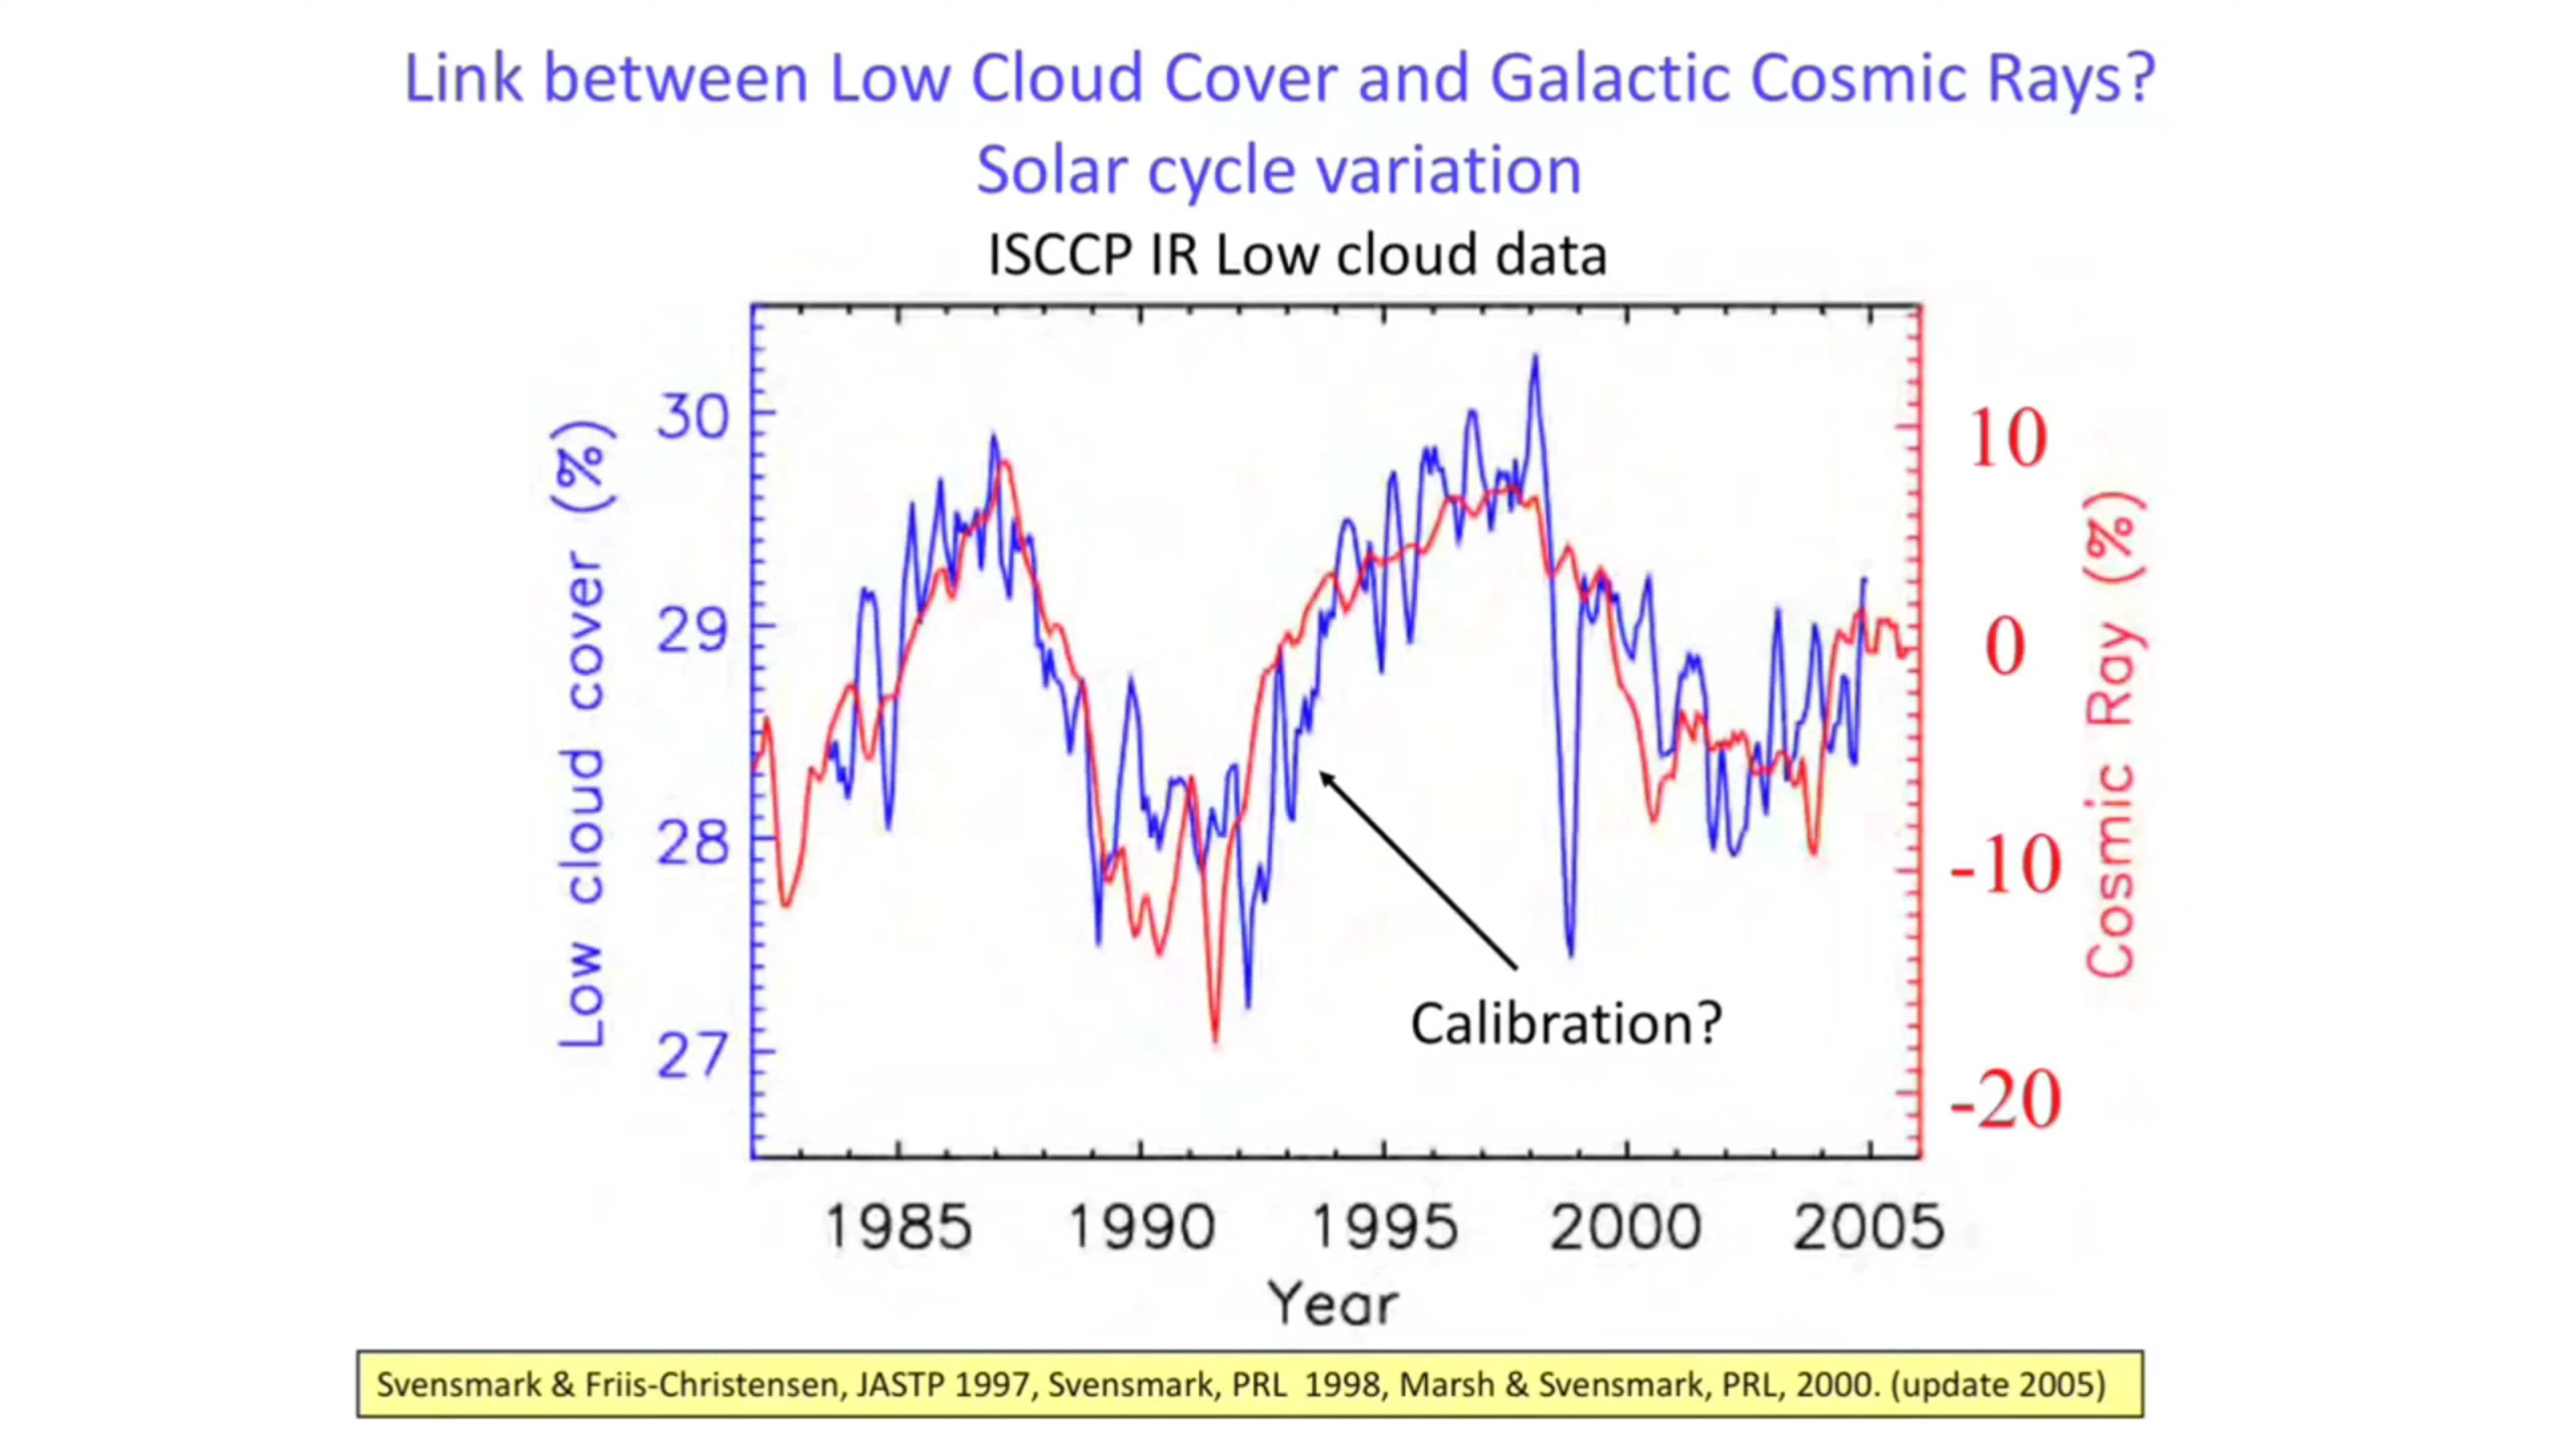 Link between Low Cloud Cover and Galactic Cosmic Rays?
Solar cycle variation
ISCCP IR Low cloud data
Low cloud cover (%)
30
29
28
27
10
0
-10
-20
Cosmic Ray (%)
Calibration?
1985 1990 1995 2000 2005
Year
Svensmark & Friis-Christensen, JASTP 1997, Svensmark, PRL 1998, Marsh & Svensmark, PRL, 2000. (update 2005)